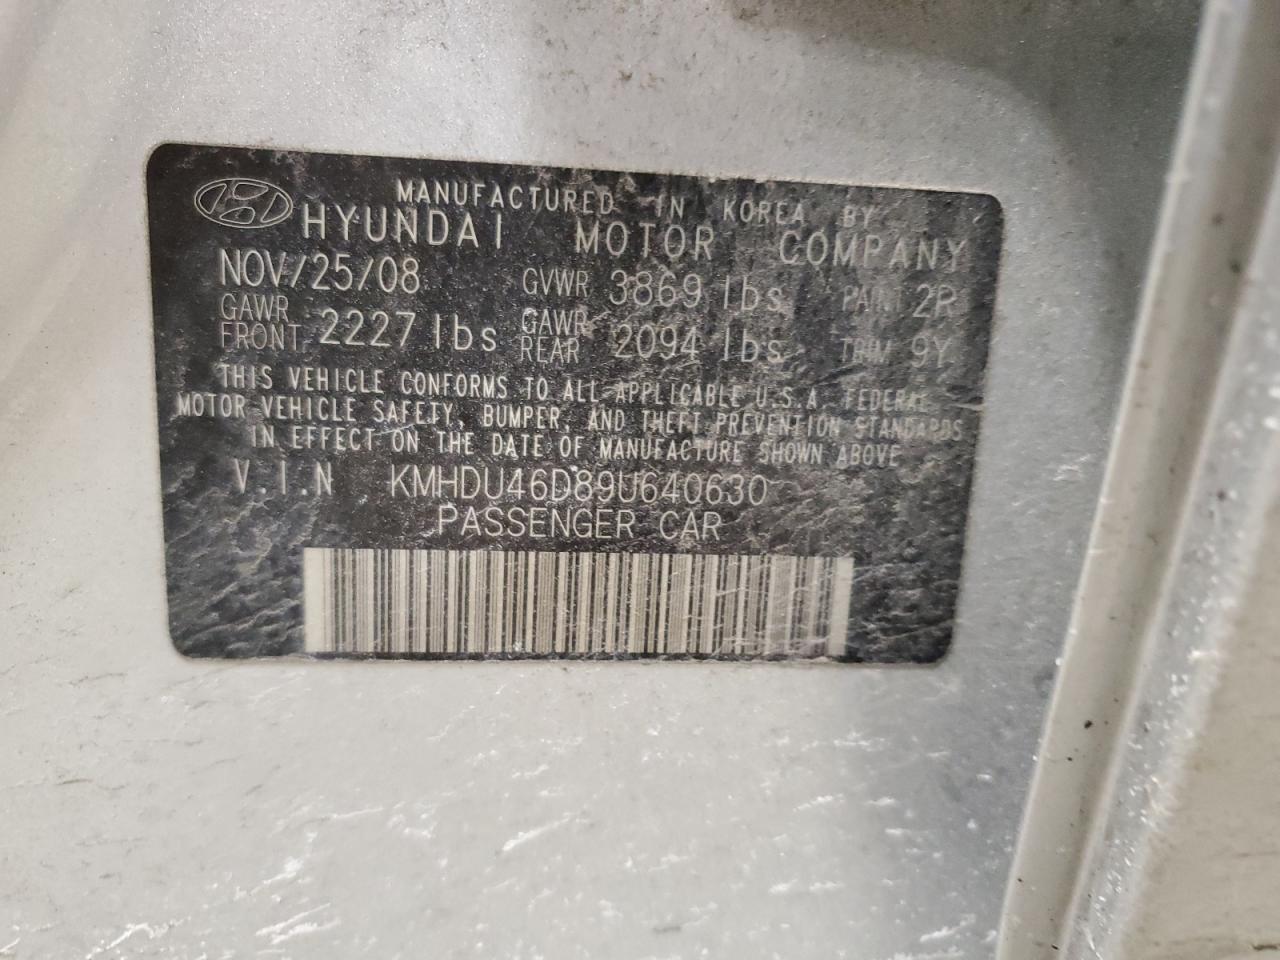 MANUFACTURED IN KOREA BY
HYUNDAI MOTOR COMPANY
NOV/25/08 GVWR 3869 lbs PAINT 2R
GAWR FRONT 2227 lbs GAWR REAR 2094 lbs TRIM 9Y
THIS VEHICLE CONFORMS TO ALL APPLICABLE U.S.A. FEDERAL
MOTOR VEHICLE SAFETY, BUMPER, AND THEFT PREVENTION STANDARDS
IN EFFECT ON THE DATE OF MANUFACTURE SHOWN ABOVE
V.I.N KMHDU46D89U640630
PASSENGER CAR